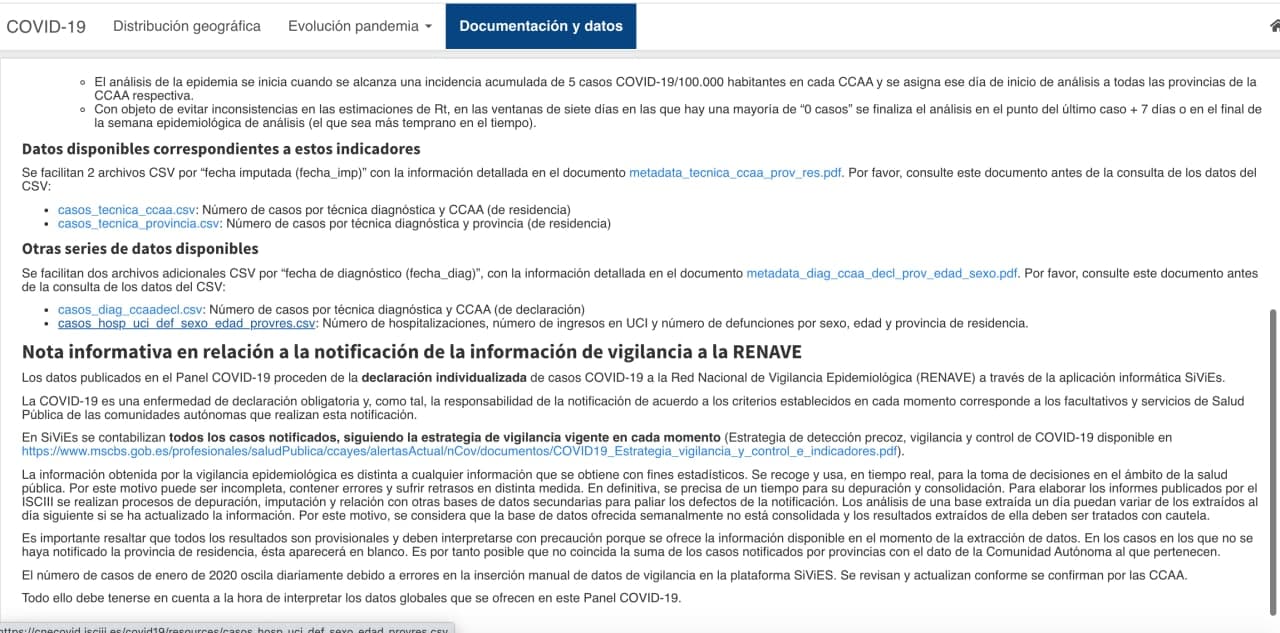 COVID-19 Distribución geográfica Evolución pandemia Documentación y datos
El análisis de la epidemia se inicia cuando se alcanza una incidencia acumulada de 5 casos COVID-19/100.000 habitantes en cada CCAA y se asigna ese día de inicio de análisis a todas las provincias de la
CCAA respectiva.
Con objeto de evitar inconsistencias en las estimaciones de Rt, en las ventanas de siete días en las que hay una mayoría de “0 casos” se finaliza el análisis en el punto del último caso + 7 días o en el final de
la semana epidemiológica de análisis (el que sea más temprano en el tiempo).
Datos disponibles correspondientes a estos indicadores
Se facilitan 2 archivos CSV por “fecha imputada (fecha_imp)” con la información detallada en el documento metadata_tecnica_ccaa_prov_res.pdf. Por favor, consulte este documento antes de la consulta de los datos del
CSV:
casos_tecnica_ccaa.csv: Número de casos por técnica diagnóstica y CCAA (de residencia)
casos_tecnica_provincia.csv: Número de casos por técnica diagnóstica y provincia (de residencia)
Otras series de datos disponibles
Se facilitan dos archivos adicionales CSV por “fecha de diagnóstico (fecha_diag)”, con la información detallada en el documento metadata_diag_ccaa_decl_prov_edad_sexo.pdf. Por favor, consulte este documento antes
de la consulta de los datos del CSV:
casos_diag_ccaadecl.csv: Número de casos por técnica diagnóstica y CCAA (de declaración)
casos_hosp_uci_def_sexo_edad_provres.csv: Número de hospitalizaciones, número de ingresos en UCI y número de defunciones por sexo, edad y provincia de residencia.
Nota informativa en relación a la notificación de la información de vigilancia a la RENAVE
Los datos publicados en el Panel COVID-19 proceden de la declaración individualizada de casos COVID-19 a la Red Nacional de Vigilancia Epidemiológica (RENAVE) a través de la aplicación informática SiViEs.
La COVID-19 es una enfermedad de declaración obligatoria y, como tal, la responsabilidad de la notificación de acuerdo a los criterios establecidos en cada momento corresponde a los facultativos y servicios de Salud
Pública de las comunidades autónomas que realizan esta notificación.
En SiViEs se contabilizan todos los casos notificados, siguiendo la estrategia de vigilancia vigente en cada momento (Estrategia de detección precoz, vigilancia y control de COVID-19 disponible en
https://www.mscbs.gob.es/profesionales/saludPublica/ccayes/alertasActual/nCov/documentos/COVID19_Estrategia_vigilancia_y_control_e_indicadores.pdf).
La información obtenida por la vigilancia epidemiológica es distinta a cualquier información que se obtiene con fines estadísticos. Se recoge y usa, en tiempo real, para la toma de decisiones en el ámbito de la salud
pública. Por este motivo puede ser incompleta, contener errores y sufrir retrasos en distinta medida. En definitiva, se precisa de un tiempo para su depuración y consolidación. Para elaborar los informes publicados por el
ISCIII se realizan procesos de depuración, imputación y relación con otras bases de datos secundarias para paliar los defectos de la notificación. Los análisis de una base extraída un día pueden variar de los extraídos al
día siguiente si se ha actualizado la información. Por este motivo, se considera que la base de datos ofrecida semanalmente no está consolidada y los resultados extraídos de ella deben ser tratados con cautela.
Es importante resaltar que todos los resultados son provisionales y deben interpretarse con precaución porque se ofrece la información disponible en el momento de la extracción de datos. En los casos en los que no se
haya notificado la provincia de residencia, ésta aparecerá en blanco. Es por tanto posible que no coincida la suma de los casos notificados por provincias con el dato de la Comunidad Autónoma al que pertenecen.
El número de casos de enero de 2020 oscila diariamente debido a errores en la inserción manual de datos de vigilancia en la plataforma SiViES. Se revisan y actualizan conforme se confirman por las CCAA.
Todo ello debe tenerse en cuenta a la hora de interpretar los datos globales que se ofrecen en este Panel COVID-19.
https://cnecovid.isciii.es/covid19/resources/casos_hosp_uci_def_sexo_edad_provres.csv